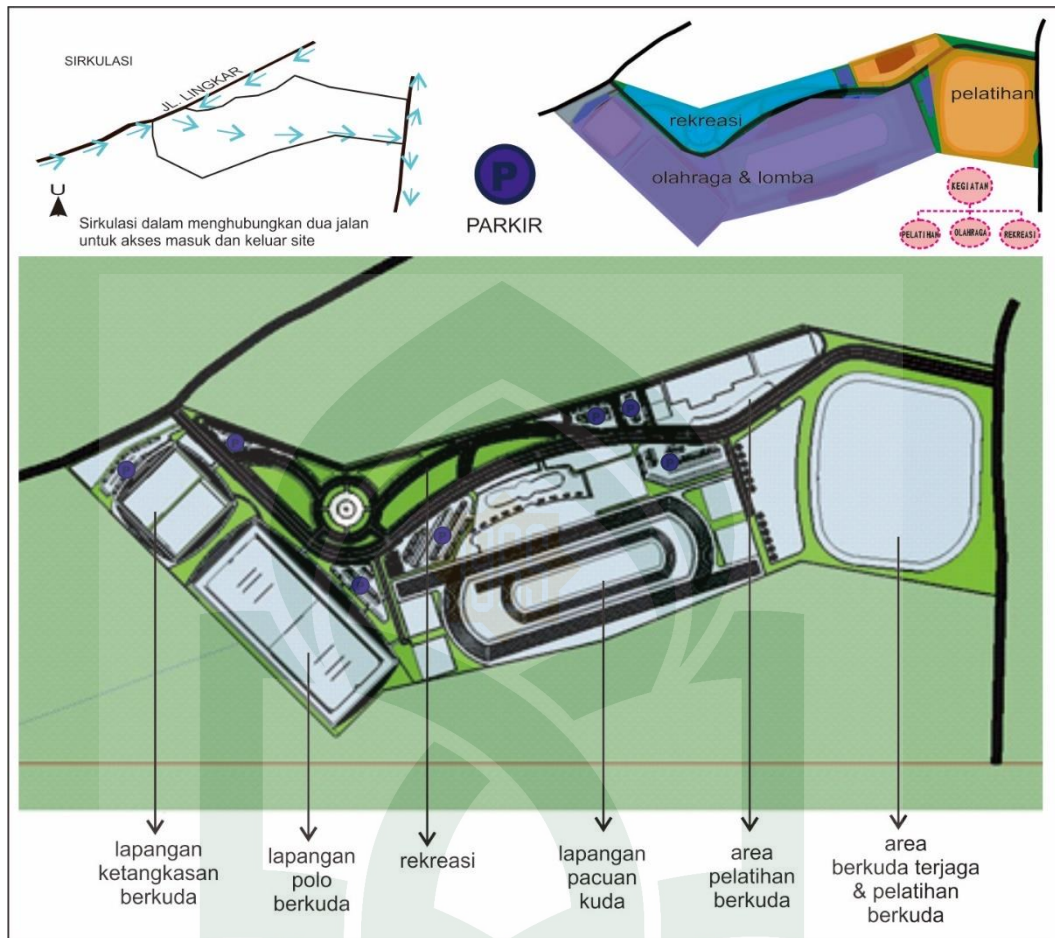 SIRKULASI
JL. LINGKAR
U
Sirkulasi dalam menghubungkan dua jalan
untuk akses masuk dan keluar site
P
PARKIR
rekreasi
pelatihan
olahraga & lomba
KEGIATAN
PELATIHAN
OLAHRAGA
REKREASI
P
P
P
P
P
P
P
lapangan
ketangkasan
berkuda
lapangan
polo
berkuda
rekreasi
lapangan
pacuan
kuda
area
pelatihan
berkuda
area
berkuda terjaga
& pelatihan
berkuda